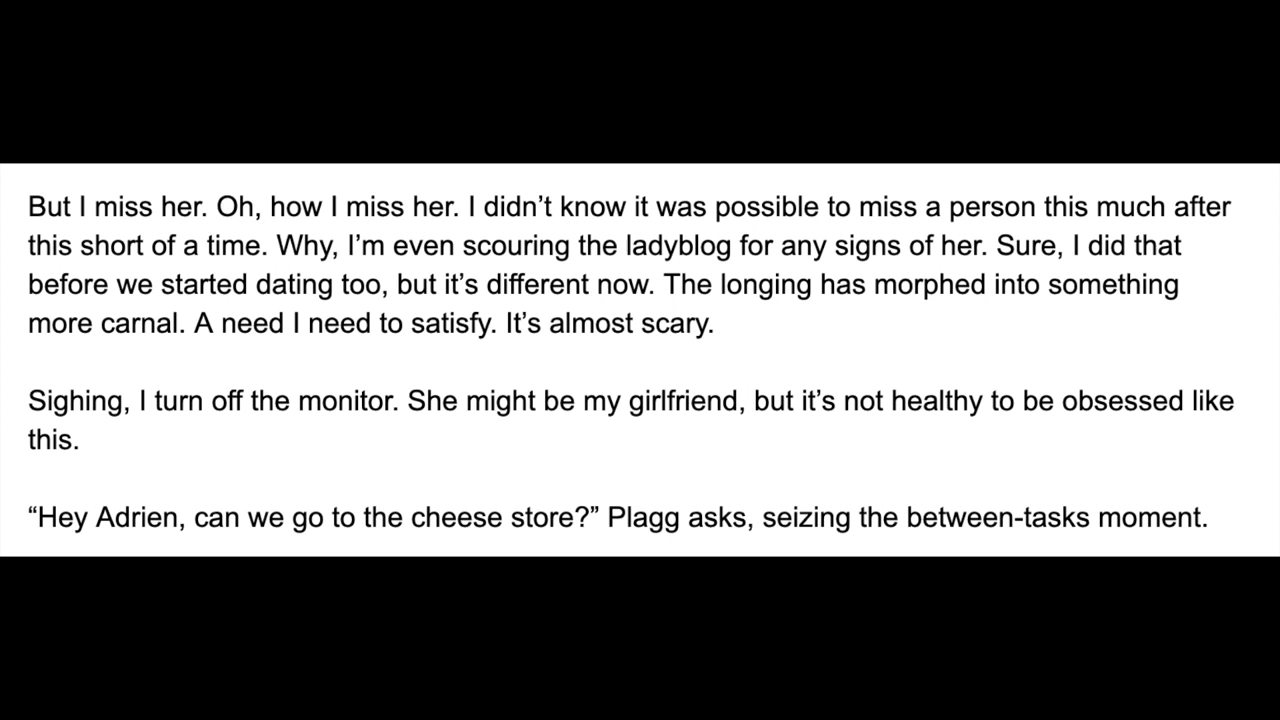 But I miss her. Oh, how I miss her. I didn’t know it was possible to miss a person this much after
this short of a time. Why, I’m even scouring the ladyblog for any signs of her. Sure, I did that
before we started dating too, but it’s different now. The longing has morphed into something
more carnal. A need I need to satisfy. It’s almost scary.
Sighing, I turn off the monitor. She might be my girlfriend, but it’s not healthy to be obsessed like
this.
“Hey Adrien, can we go to the cheese store?” Plagg asks, seizing the between-tasks moment.